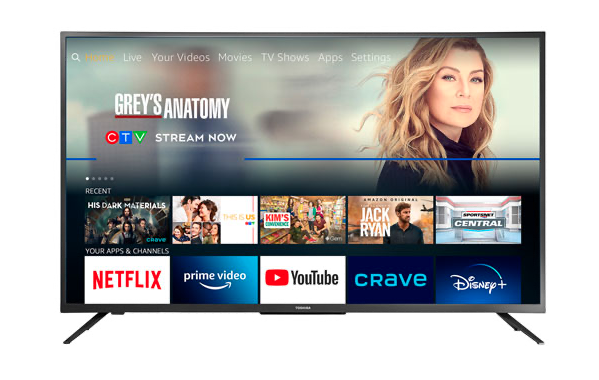 Home Live Your Videos Movies TV Shows Apps Settings
GREY'S ANATOMY
CTV STREAM NOW
RECENT
HIS DARK MATERIALS
crave
THIS IS US
KIM'S
CONVENIENCE
Gem
AMAZON ORIGINAL
JACK
RYAN
SPORTSNET
CENTRAL
YOUR APPS & CHANNELS
NETFLIX
prime video
YouTube
crave
Disney+
TOSHIBA